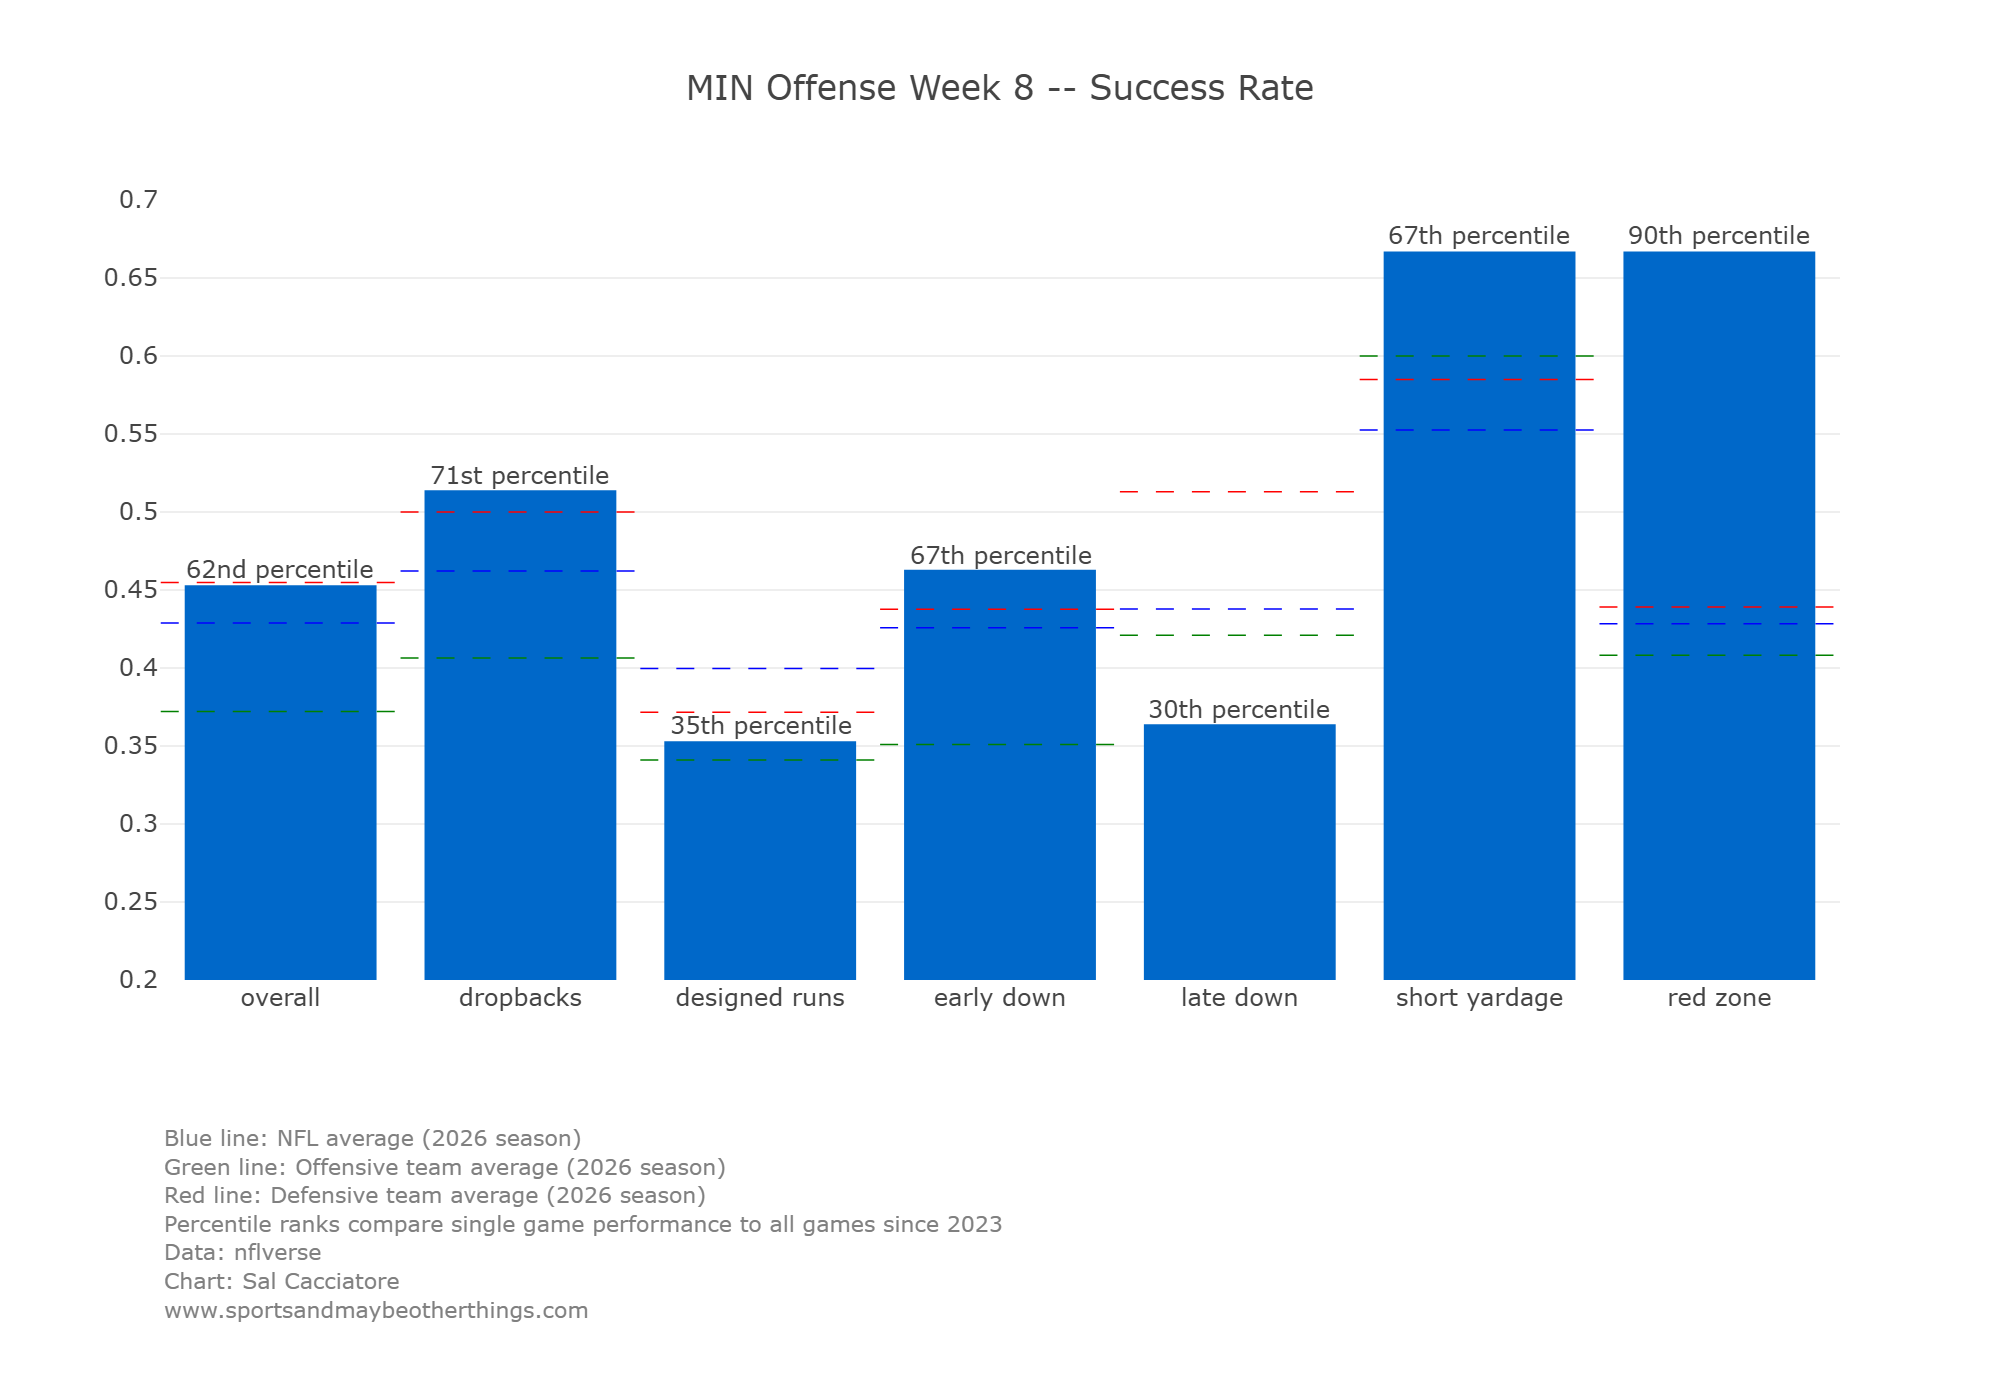 MIN Offense Week 8 -- Success Rate
0.7
0.65
0.6
0.55
0.5
0.45
0.4
0.35
0.3
0.25
0.2
62nd percentile
71st percentile
35th percentile
67th percentile
30th percentile
67th percentile
90th percentile
overall
dropbacks
designed runs
early down
late down
short yardage
red zone
Blue line: NFL average (2026 season)
Green line: Offensive team average (2026 season)
Red line: Defensive team average (2026 season)
Percentile ranks compare single game performance to all games since 2023
Data: nflverse
Chart: Sal Cacciatore
www.sportsandmaybeotherthings.com